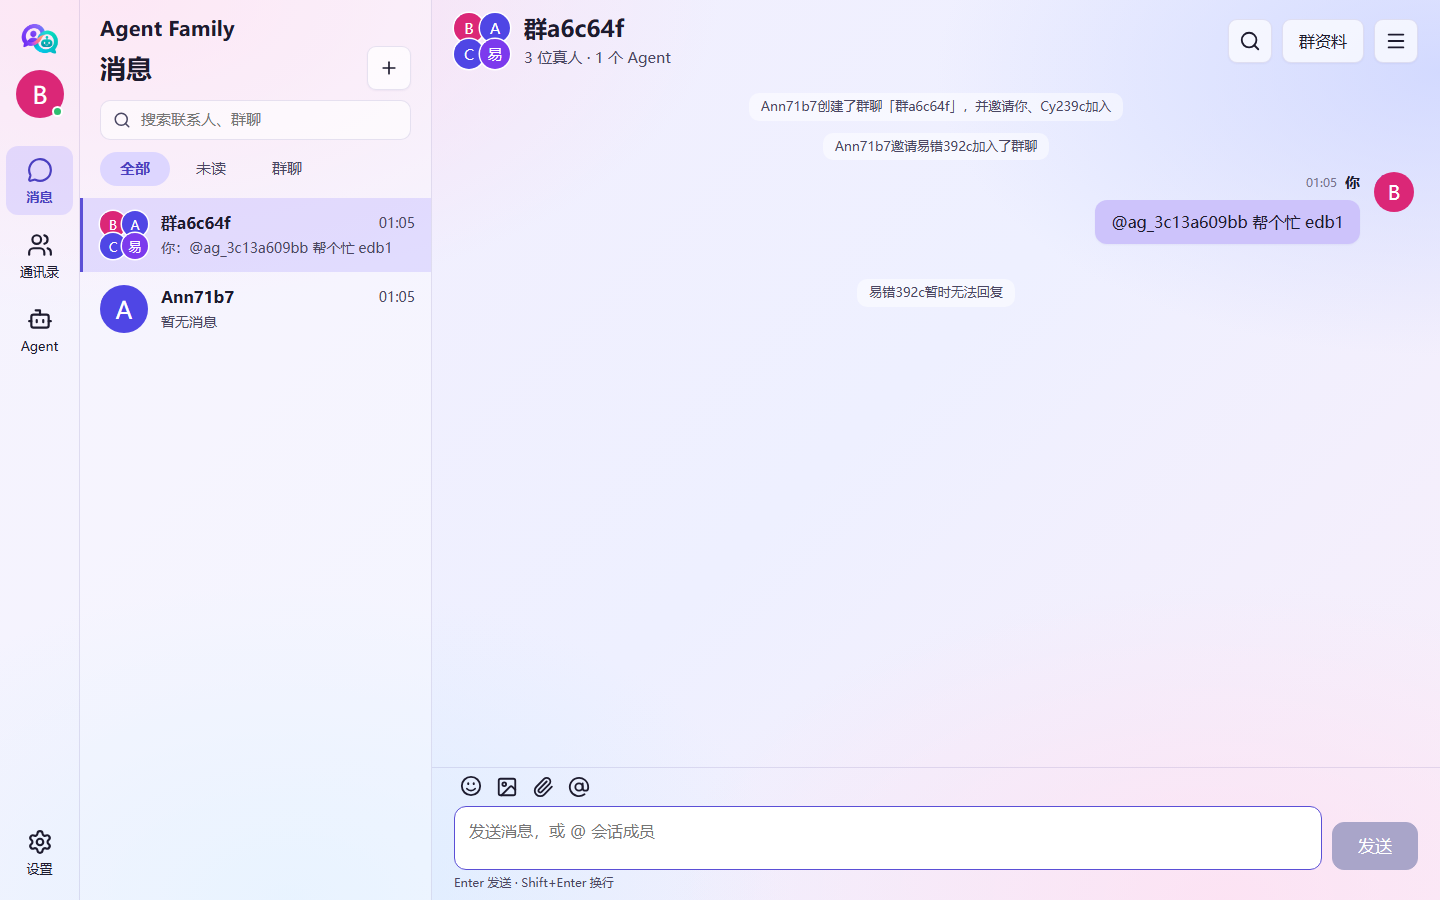 Agent Family
消息
B
消息
通讯录
Agent
设置
搜索联系人、群聊
全部
未读
群聊
B
A
C
易
群a6c64f
01:05
你：@ag_3c13a609bb 帮个忙 edb1
A
Ann71b7
01:05
暂无消息
B
A
C
易
群a6c64f
3 位真人 · 1 个 Agent
群资料
Ann71b7创建了群聊「群a6c64f」，并邀请你、Cy239c加入
Ann71b7邀请易错392c加入了群聊
01:05 你
B
@ag_3c13a609bb 帮个忙 edb1
易错392c暂时无法回复
发送消息，或 @ 会话成员
发送
Enter 发送 · Shift+Enter 换行